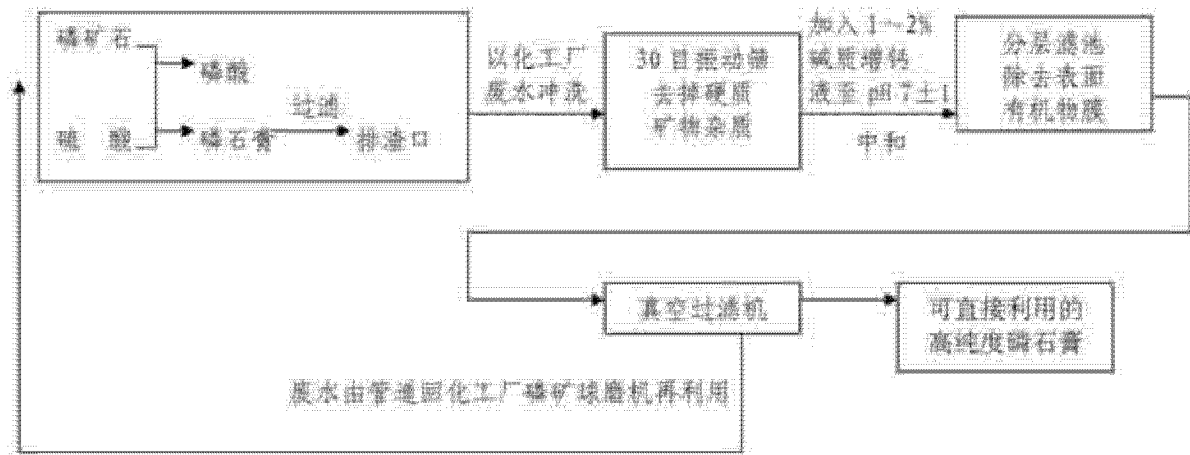 磷矿石
磷酸
硫 酸
磷石膏
过滤
排渣口
以化工厂
废水冲洗
30目振动筛
去掉硬质
矿物杂质
加入1~2%
碱质增钙
液至pH 7±1
中和
分层滤池
除去表面
有机物膜
真空过滤机
可直接利用的
高纯度磷石膏
废水由管道回化工厂磷矿球磨机再利用